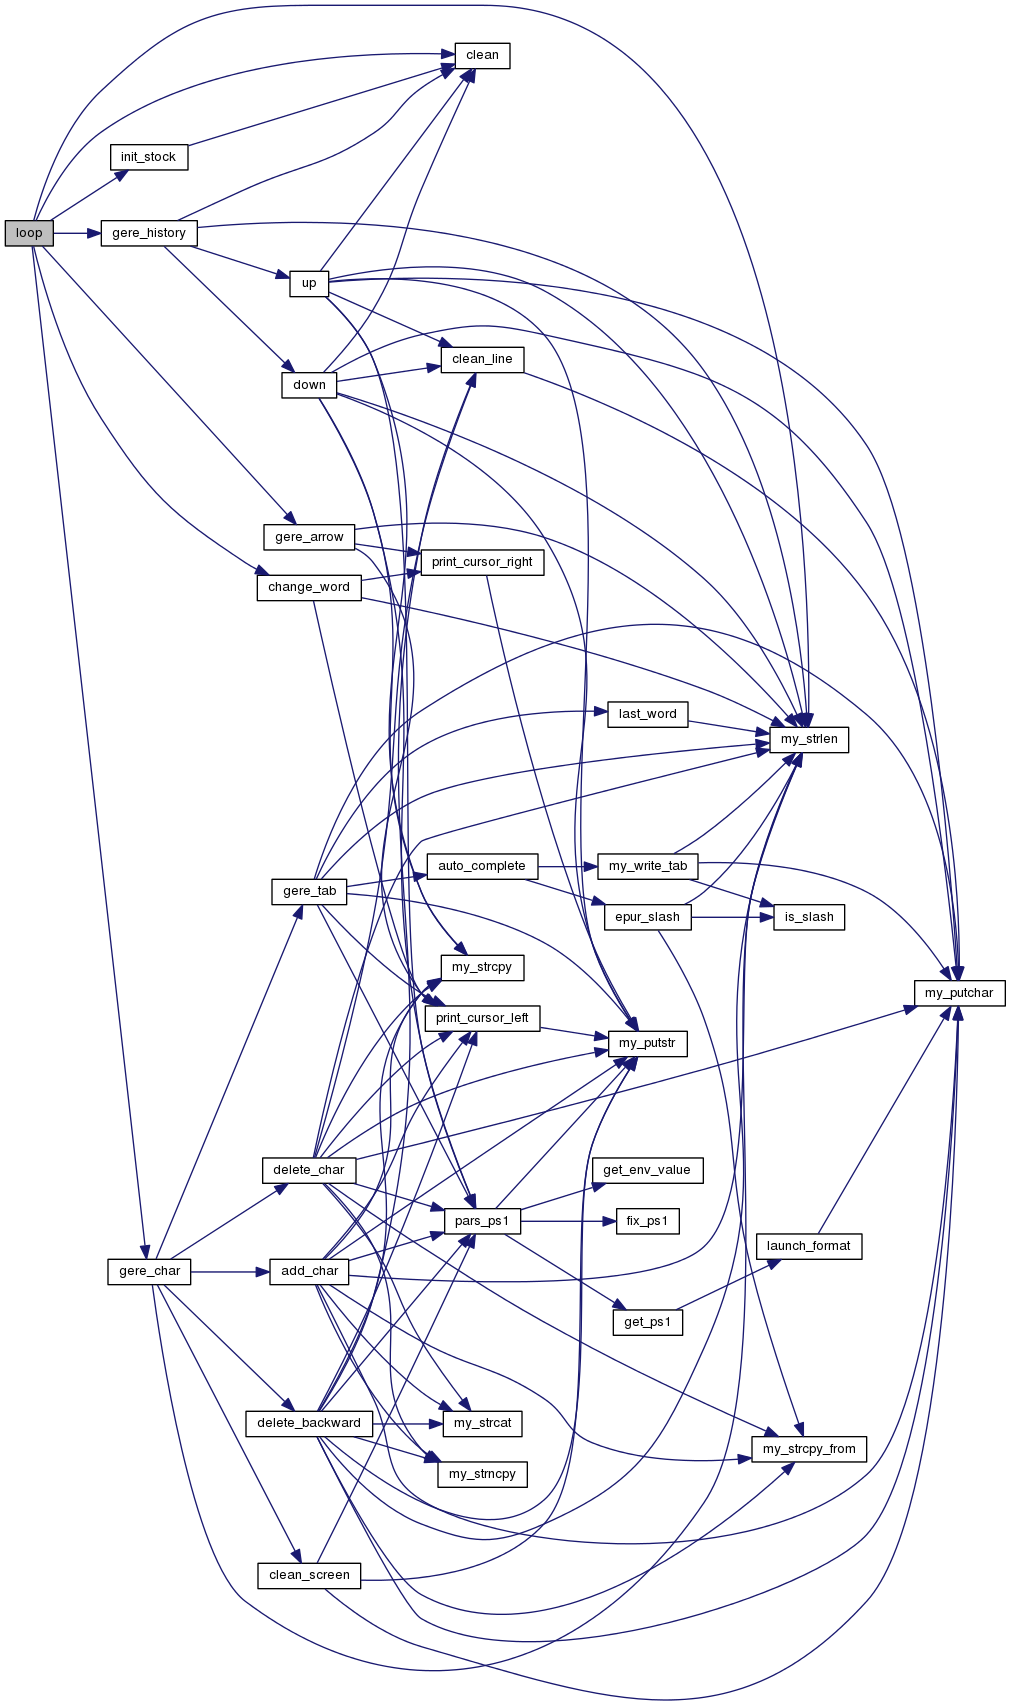 clean
init_stock
loop
gere_history
up
clean_line
down
gere_arrow
print_cursor_right
change_word
last_word
my_strlen
auto_complete
my_write_tab
gere_tab
epur_slash
is_slash
my_strcpy
my_putchar
print_cursor_left
my_putstr
delete_char
get_env_value
pars_ps1
fix_ps1
launch_format
gere_char
add_char
get_ps1
delete_backward
my_strcat
my_strcpy_from
my_strncpy
clean_screen